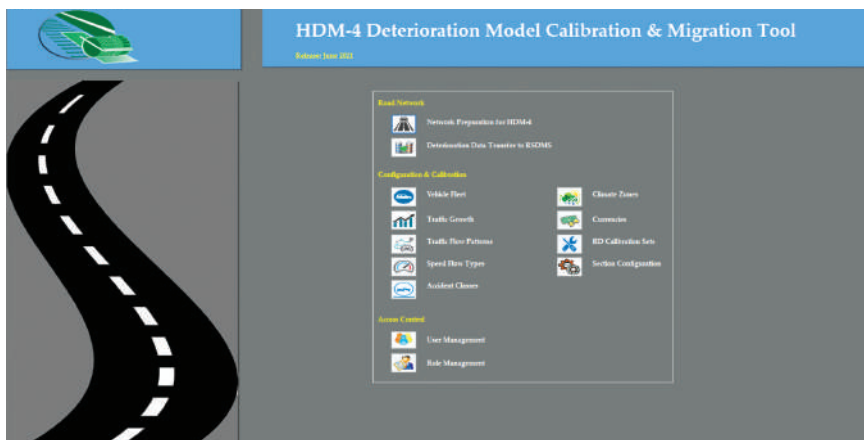 HDM-4 Deterioration Model Calibration & Migration Tool
Release: June 2021
Road Network
Network Preparation for HDM-4
Deterioration Data Transfer to RSDMS
Configuration & Calibration
Vehicle Fleet
Climate Zones
Traffic Growth
Currencies
Traffic Flow Patterns
RD Calibration Sets
Speed Flow Types
Section Configuration
Accident Classes
Access Control
User Management
Role Management